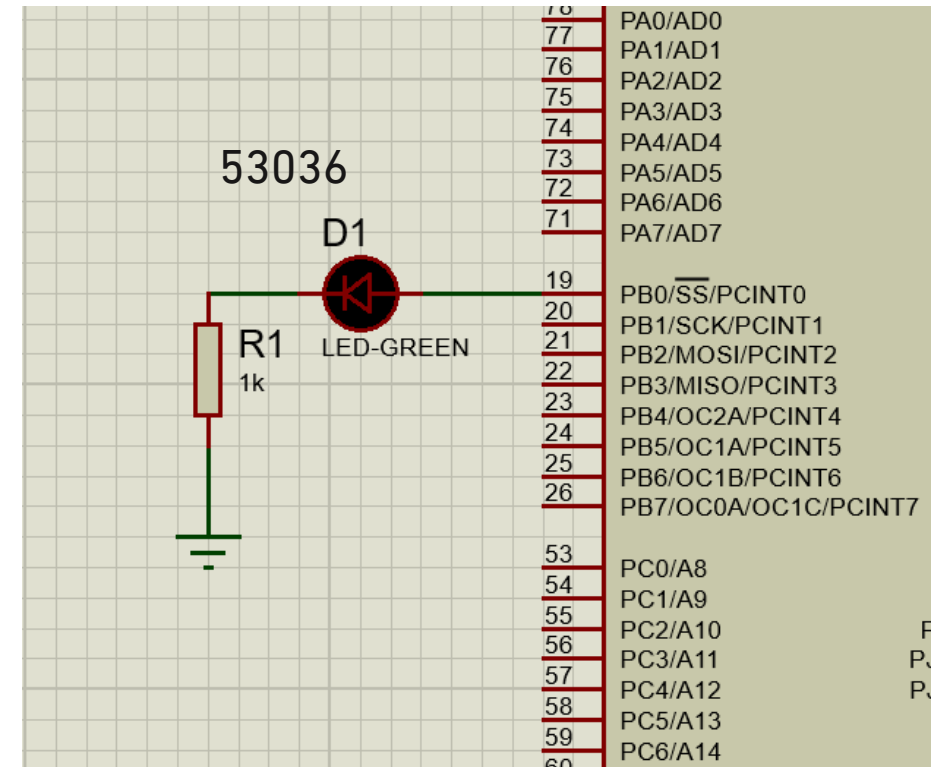 78
PA0/AD0
77
PA1/AD1
76
PA2/AD2
75
PA3/AD3
74
PA4/AD4
73
PA5/AD5
72
PA6/AD6
71
PA7/AD7
53036
D1
LED-GREEN
R1
1k
19
PB0/SS/PCINT0
20
PB1/SCK/PCINT1
21
PB2/MOSI/PCINT2
22
PB3/MISO/PCINT3
23
PB4/OC2A/PCINT4
24
PB5/OC1A/PCINT5
25
PB6/OC1B/PCINT6
26
PB7/OC0A/OC1C/PCINT7
53
PC0/A8
54
PC1/A9
55
PC2/A10
56
PC3/A11
57
PC4/A12
58
PC5/A13
59
PC6/A14
60